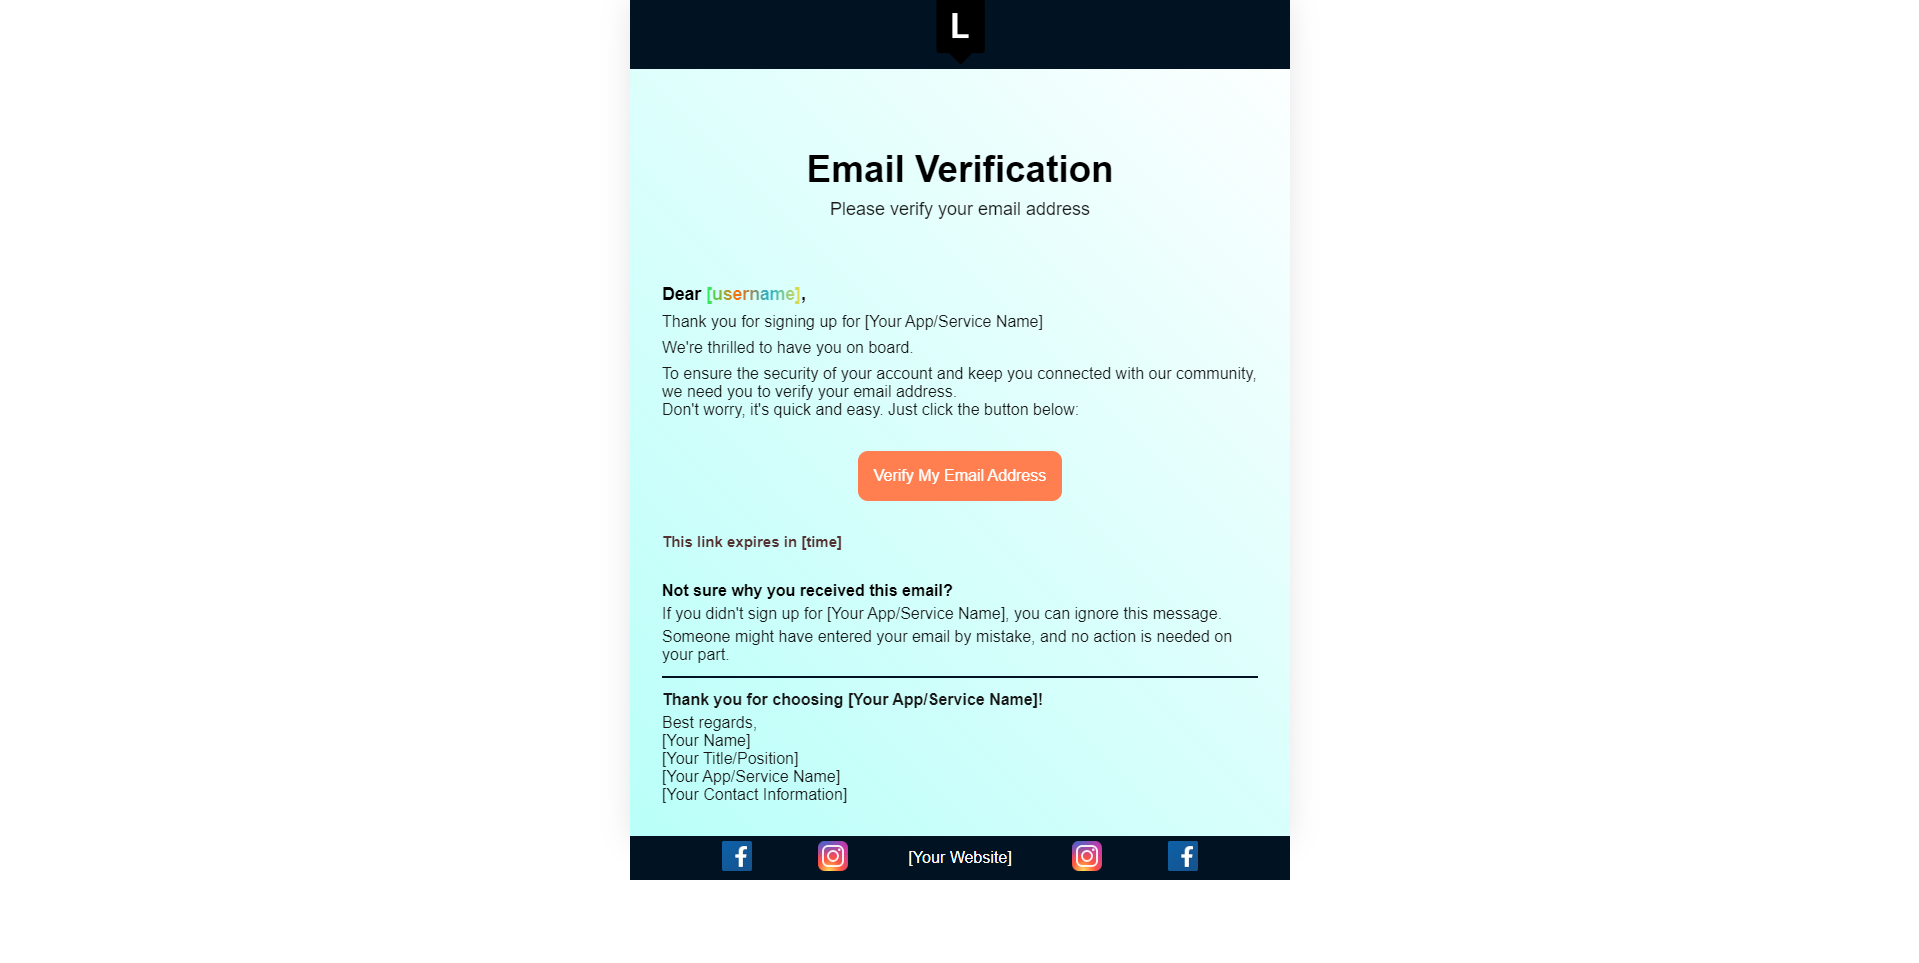 L
Email Verification
Please verify your email address
Dear [username],
Thank you for signing up for [Your App/Service Name]
We're thrilled to have you on board.
To ensure the security of your account and keep you connected with our community,
we need you to verify your email address.
Don't worry, it's quick and easy. Just click the button below:
Verify My Email Address
This link expires in [time]
Not sure why you received this email?
If you didn't sign up for [Your App/Service Name], you can ignore this message.
Someone might have entered your email by mistake, and no action is needed on
your part.
Thank you for choosing [Your App/Service Name]!
Best regards,
[Your Name]
[Your Title/Position]
[Your App/Service Name]
[Your Contact Information]
[Your Website]